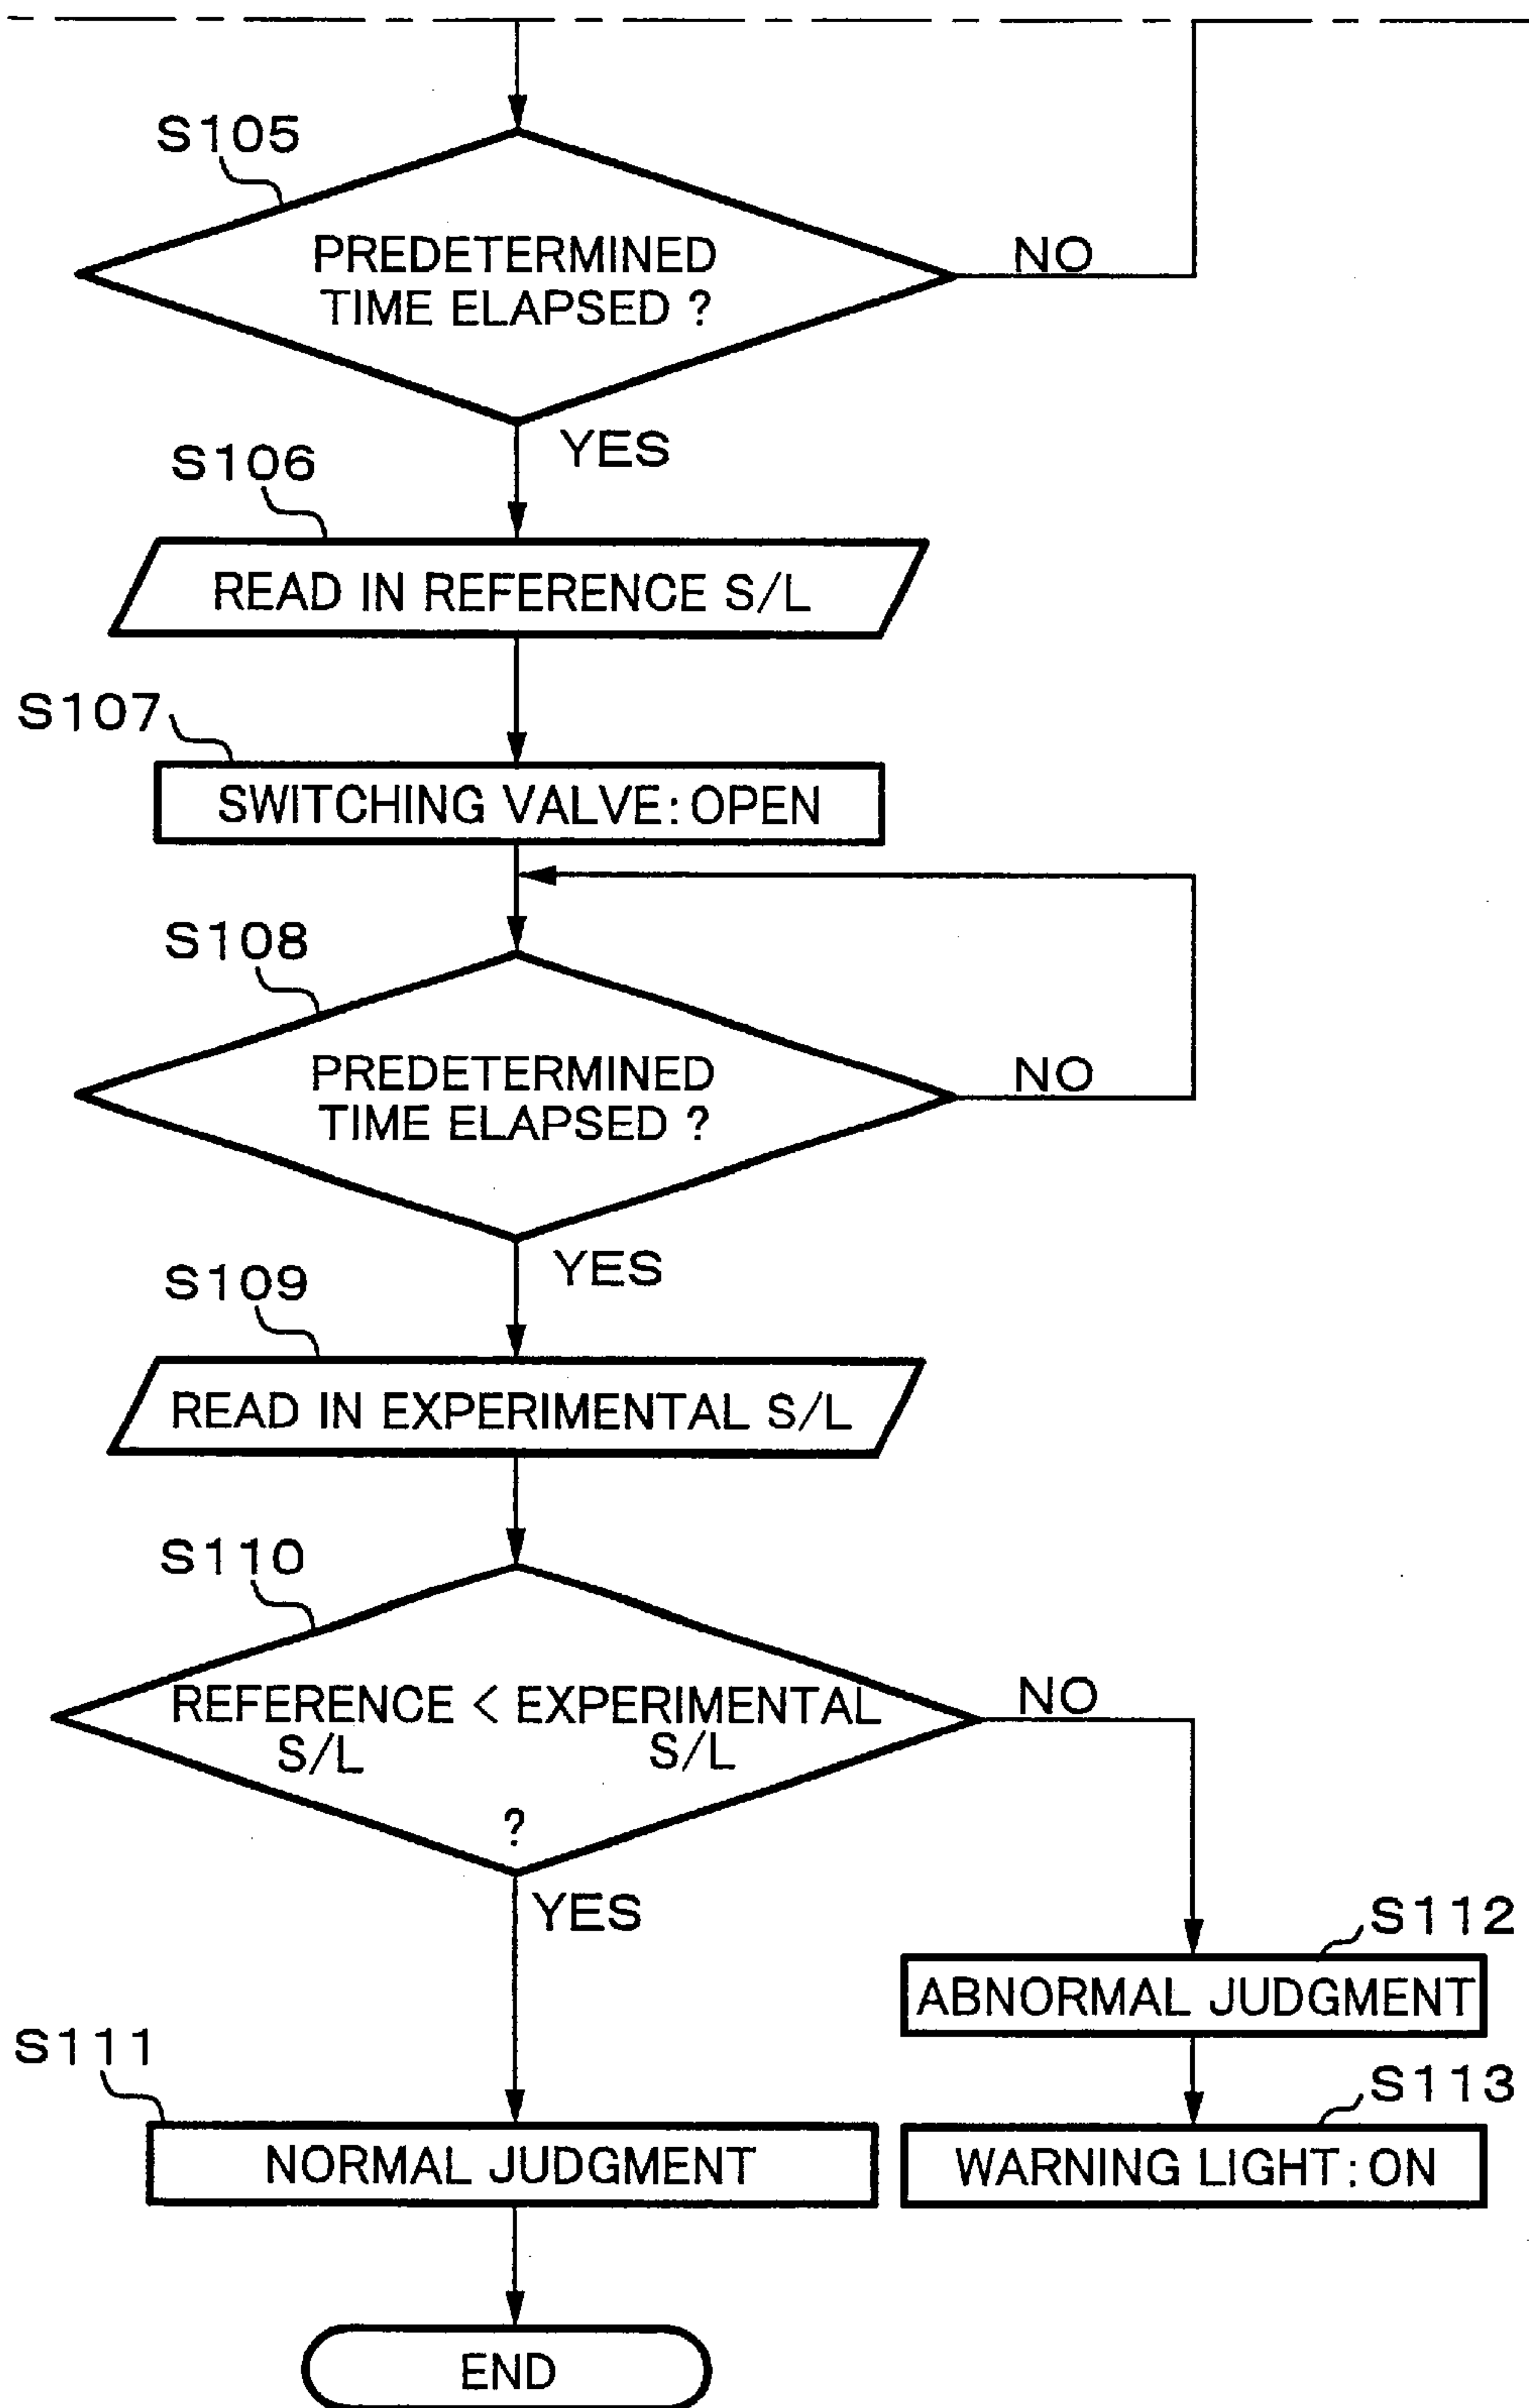 S105
PREDETERMINED
TIME ELAPSED ?
NO
YES
S106
READ IN REFERENCE S/L
S107
SWITCHING VALVE: OPEN
S108
PREDETERMINED
TIME ELAPSED ?
NO
YES
S109
READ IN EXPERIMENTAL S/L
S110
REFERENCE < EXPERIMENTAL
S/L S/L
?
NO
YES
S112
ABNORMAL JUDGMENT
S111
S113
NORMAL JUDGMENT
WARNING LIGHT: ON
END